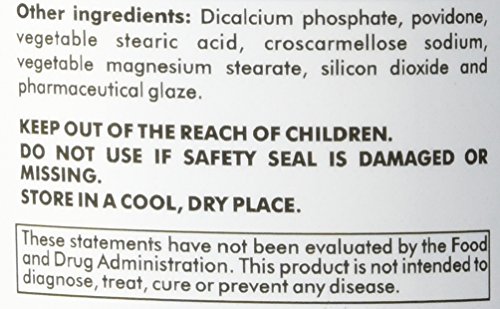 Other ingredients: Dicalcium phosphate, povidone,
vegetable stearic acid, croscarmellose sodium,
vegetable magnesium stearate, silicon dioxide and
pharmaceutical glaze.
KEEP OUT OF THE REACH OF CHILDREN.
DO NOT USE IF SAFETY SEAL IS DAMAGED OR
MISSING.
STORE IN A COOL, DRY PLACE.
These statements have not been evaluated by the Food
and Drug Administration. This product is not intended to
diagnose, treat, cure or prevent any disease.